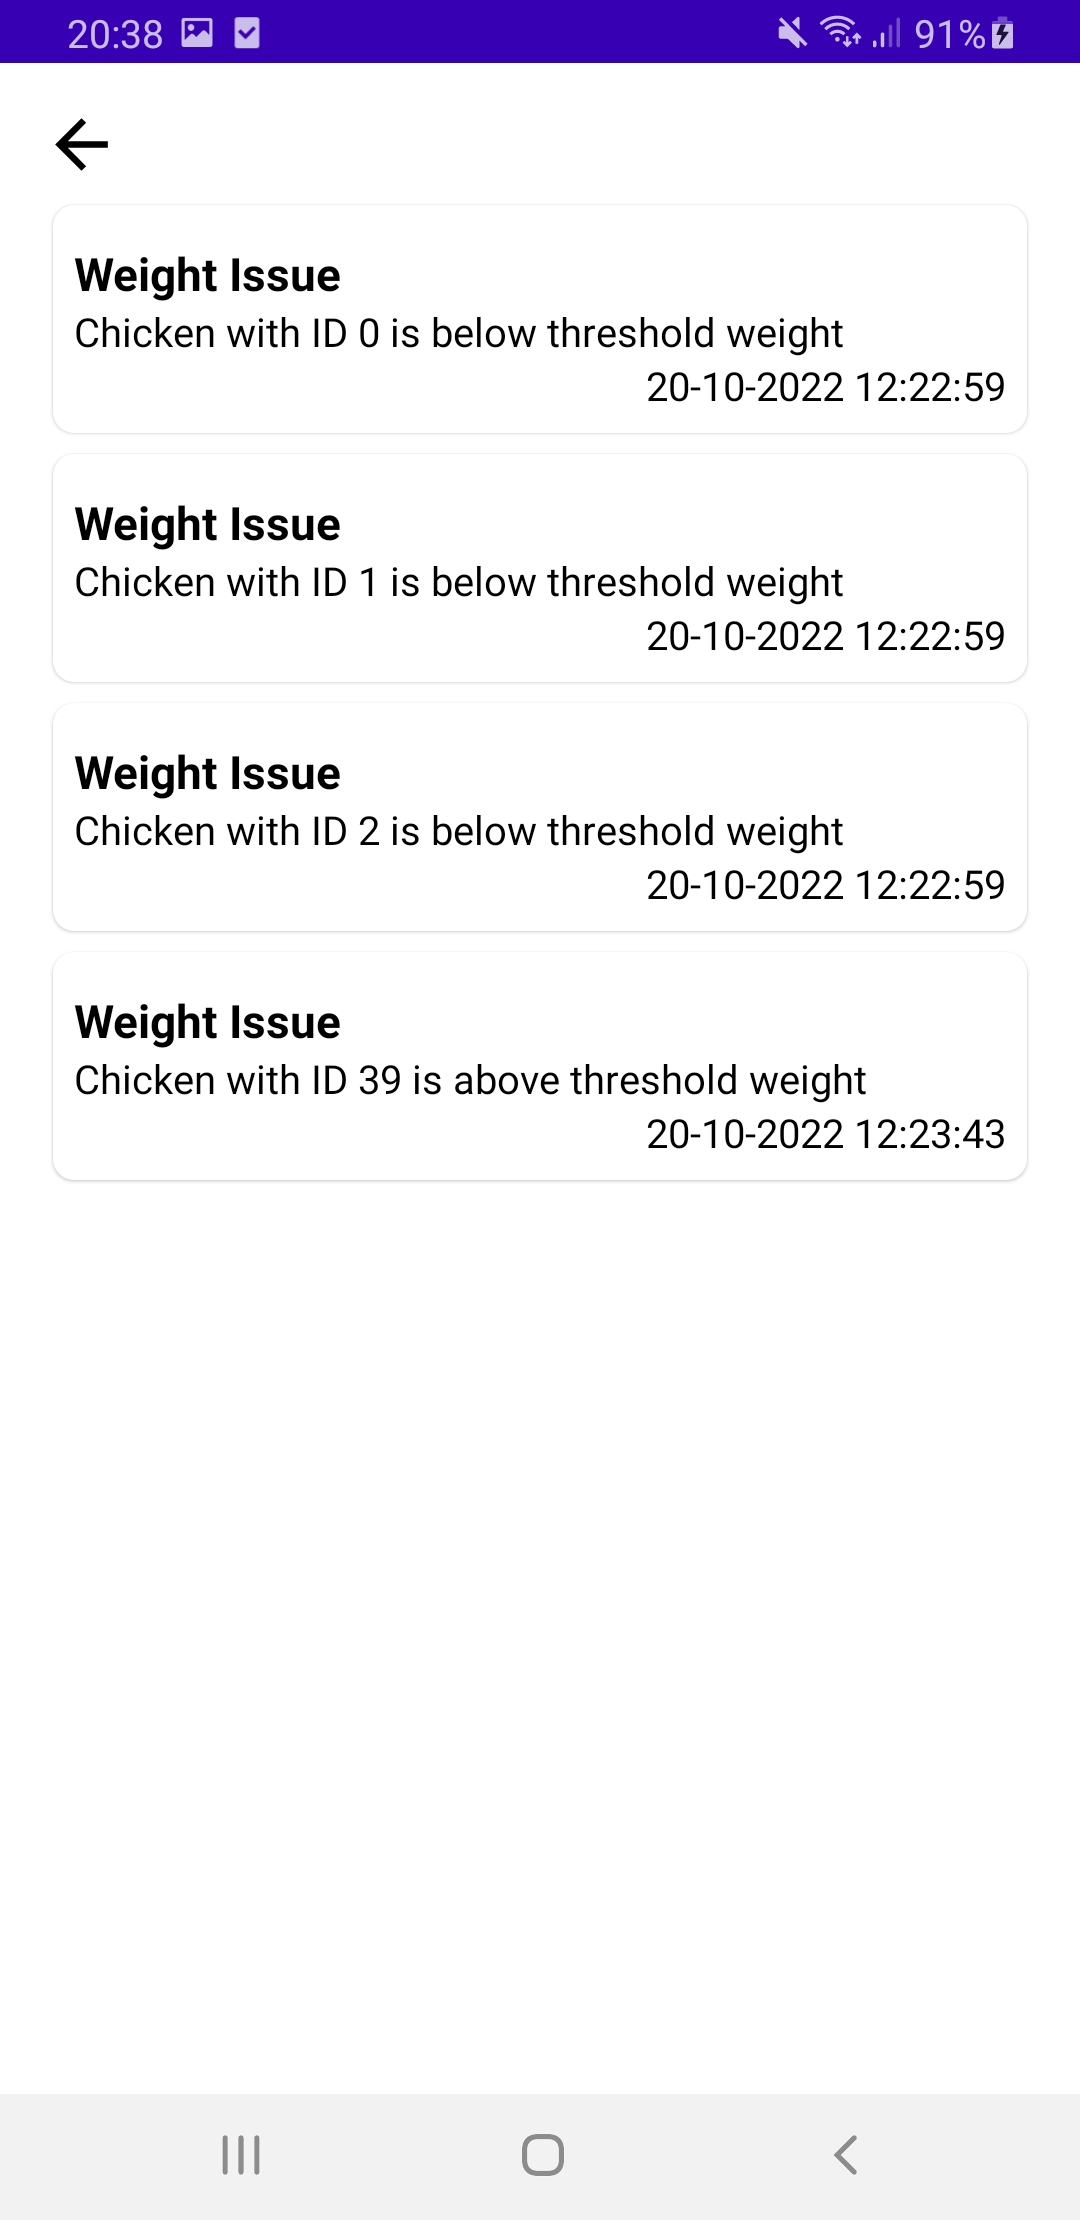 20:38 91%
Weight Issue
Chicken with ID 0 is below threshold weight
20-10-2022 12:22:59
Weight Issue
Chicken with ID 1 is below threshold weight
20-10-2022 12:22:59
Weight Issue
Chicken with ID 2 is below threshold weight
20-10-2022 12:22:59
Weight Issue
Chicken with ID 39 is above threshold weight
20-10-2022 12:23:43